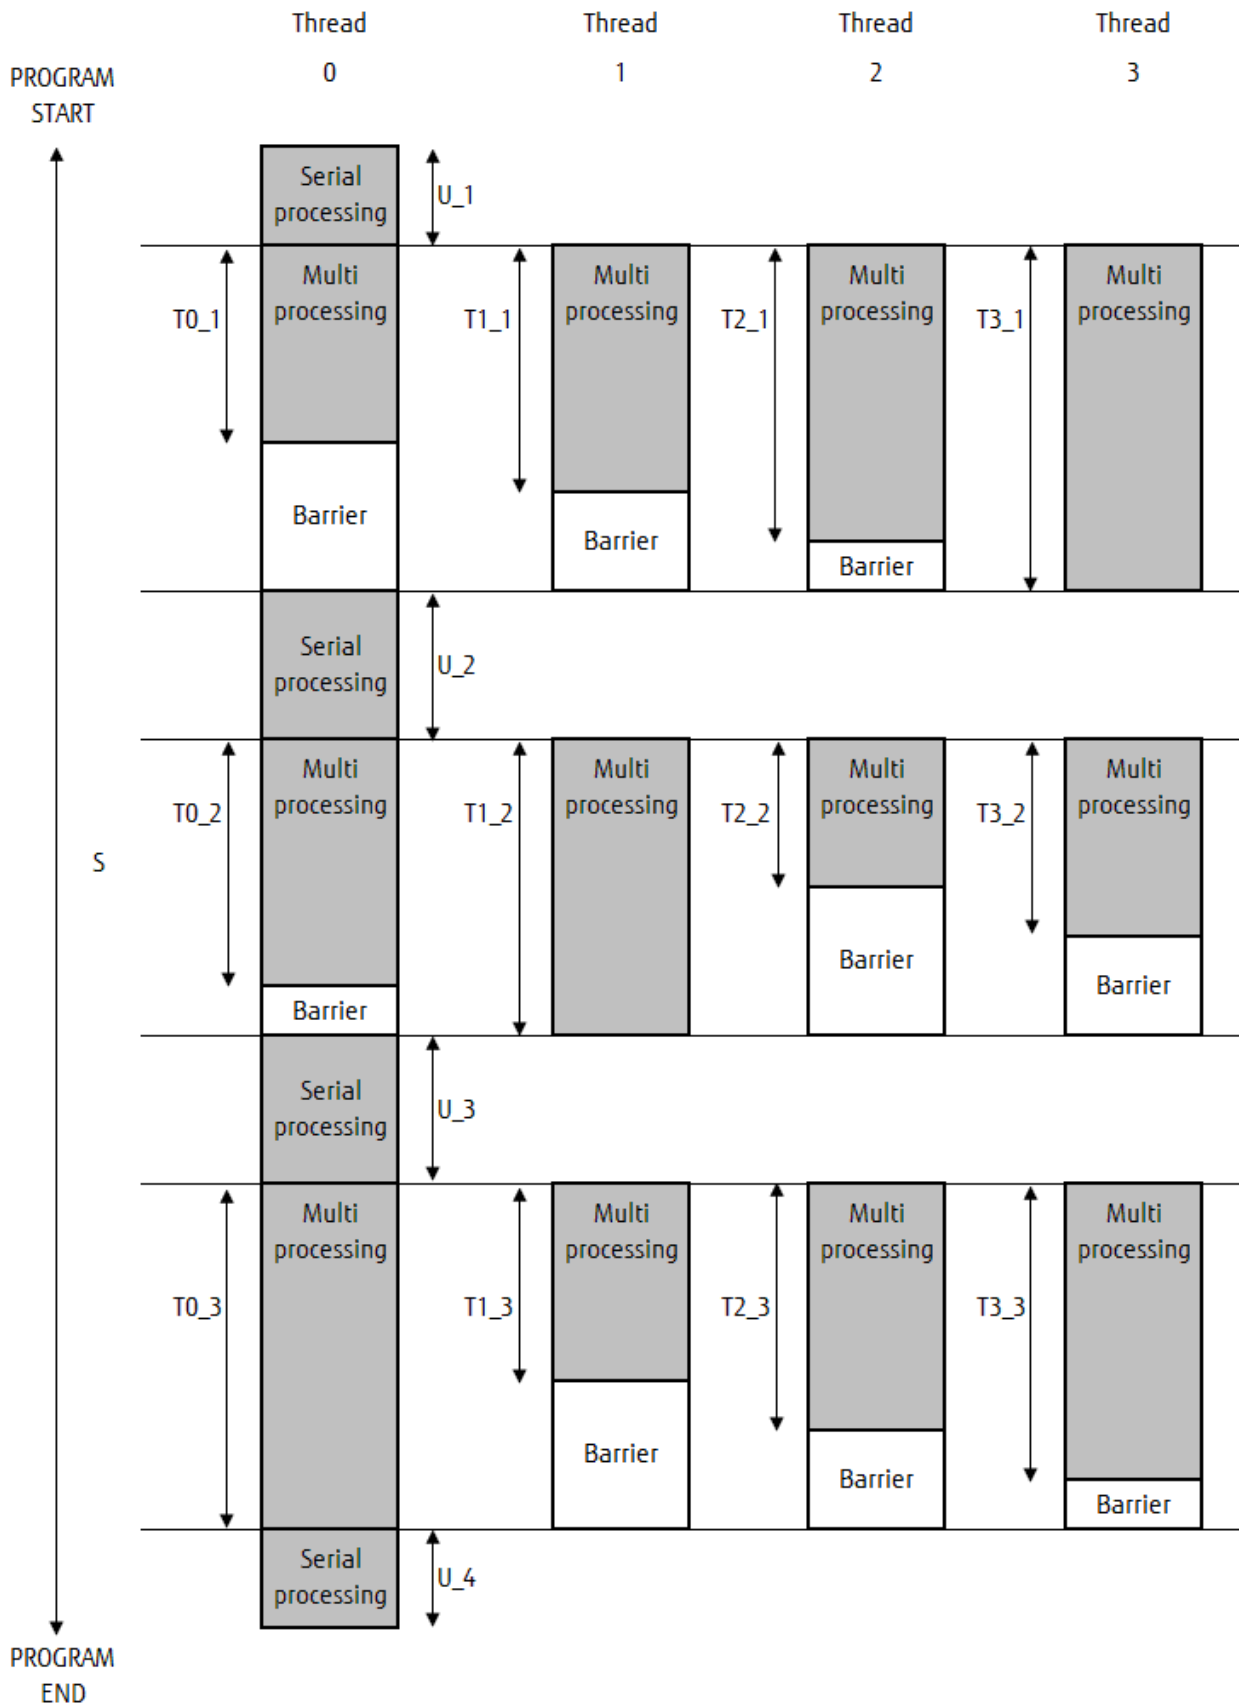 Thread Thread Thread Thread
0 1 2 3
PROGRAM
START
Serial
processing
U_1
Multi Multi Multi Multi
processing processing processing processing
T0_1 T1_1 T2_1 T3_1
Barrier
Barrier
Barrier
Serial
processing
U_2
Multi Multi Multi Multi
processing processing processing processing
T0_2 T1_2 T2_2 T3_2
S
Barrier
Barrier
Barrier
Serial
processing
U_3
Multi Multi Multi Multi
processing processing processing processing
T0_3 T1_3 T2_3 T3_3
Barrier
Barrier
Barrier
Serial
processing
U_4
PROGRAM
END